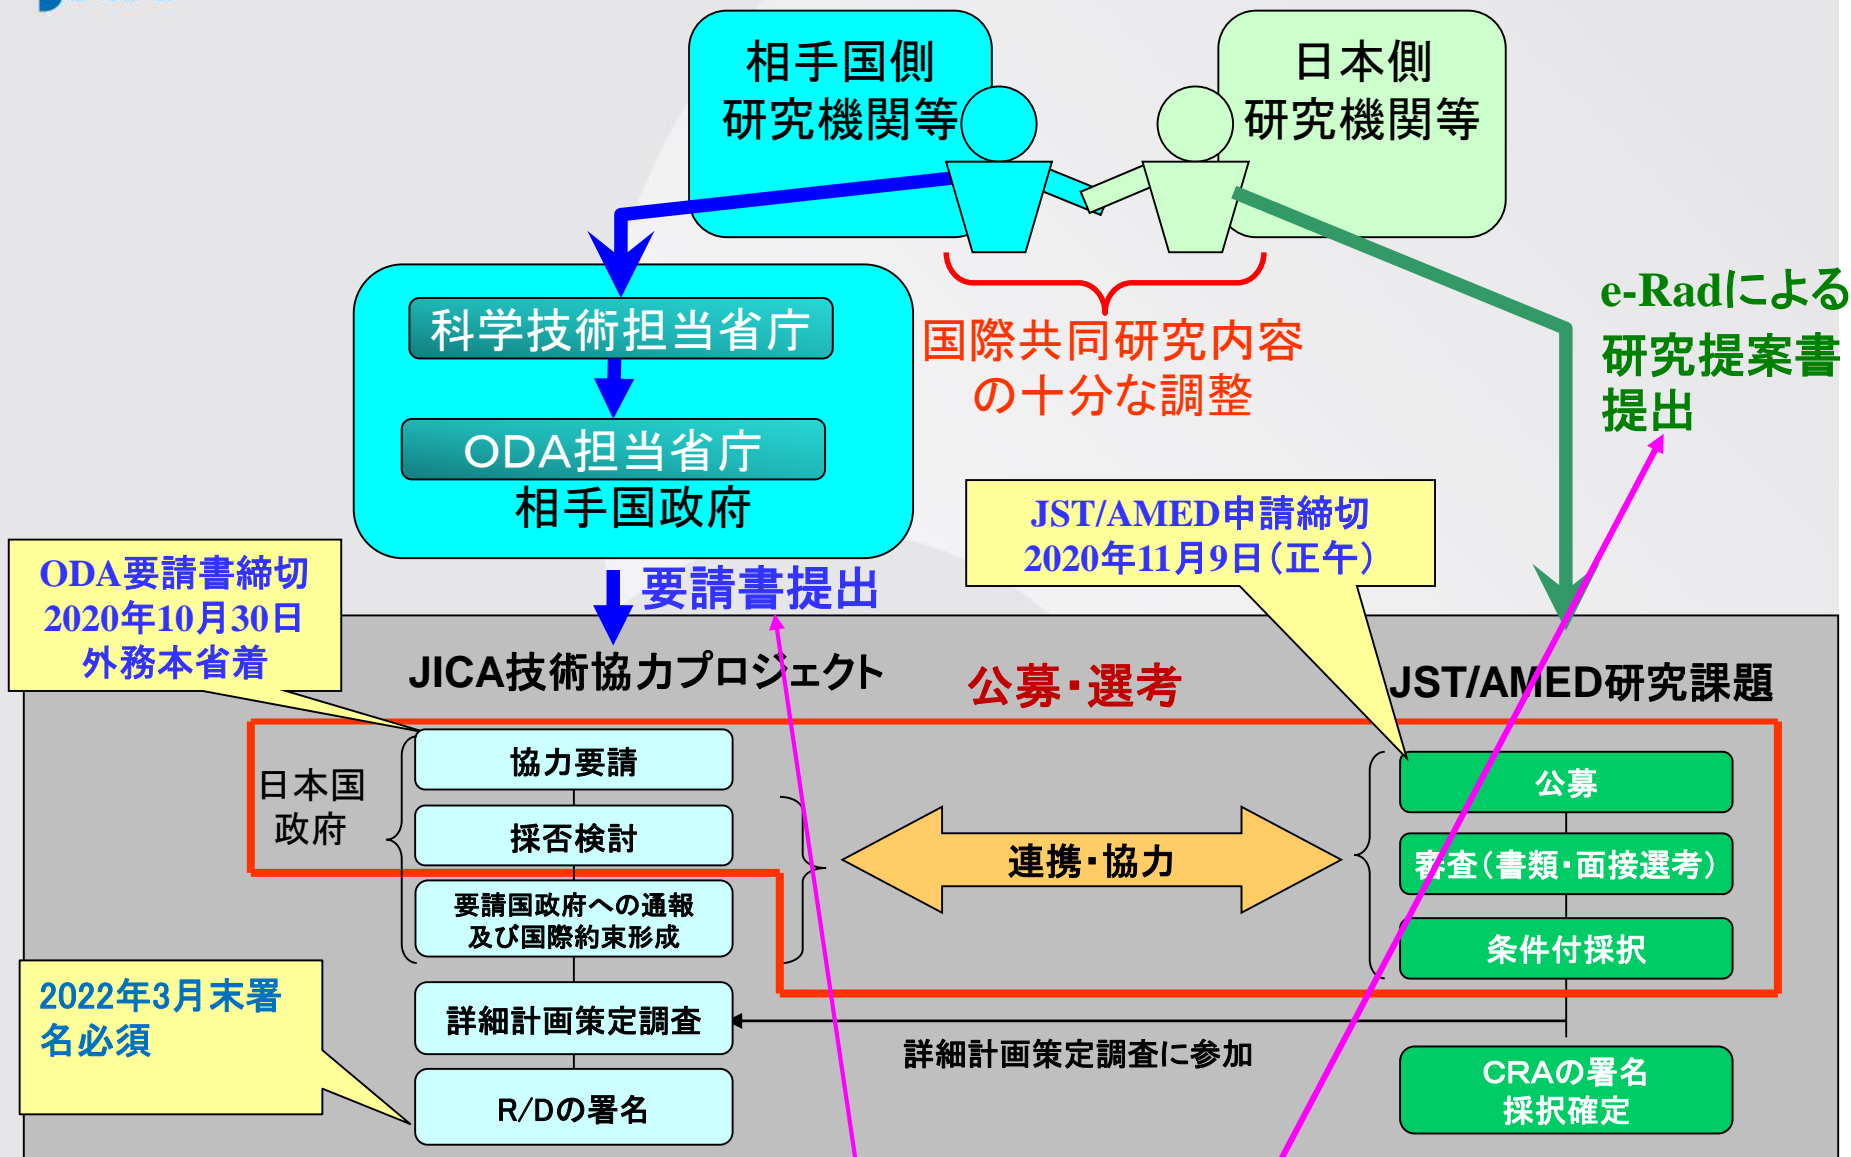 相手国側
研究機関等
日本側
研究機関等
科学技術担当省庁
ODA担当省庁
相手国政府
国際共同研究内容
の十分な調整
e-Radによる
研究提案書
提出
JST/AMED申請締切
2020年11月9日（正午）
ODA要請書締切
2020年10月30日
外務本省着
要請書提出
JICA技術協力プロジェクト
公募・選考
JST/AMED研究課題
日本国
政府
協力要請
採否検討
要請国政府への通報
及び国際約束形成
詳細計画策定調査
R/Dの署名
連携・協力
公募
審査（書類・面接選考）
条件付採択
詳細計画策定調査に参加
CRAの署名
採択確定
2022年3月末署
名必須